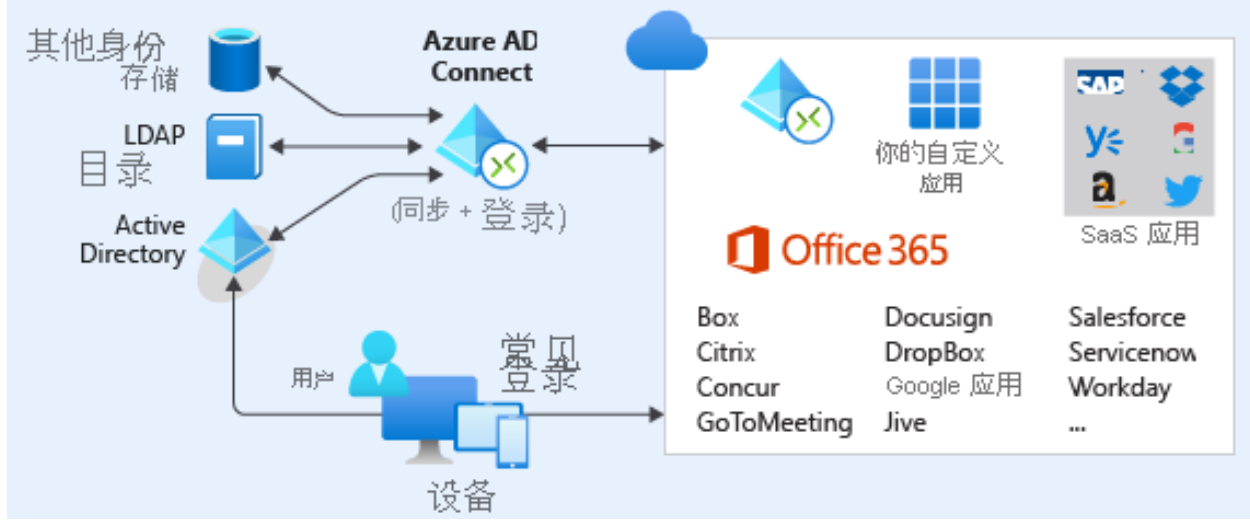 其他身份
存储
LDAP
目录
Active
Directory
Azure AD
Connect
(同步 + 登录)
用户
常见
登录
设备
你的自定义
应用
SAP
a
SaaS 应用
Office 365
Box
Docusign
Salesforce
Citrix
DropBox
Servicenow
Concur
Google 应用
Workday
GoToMeeting
Jive
...